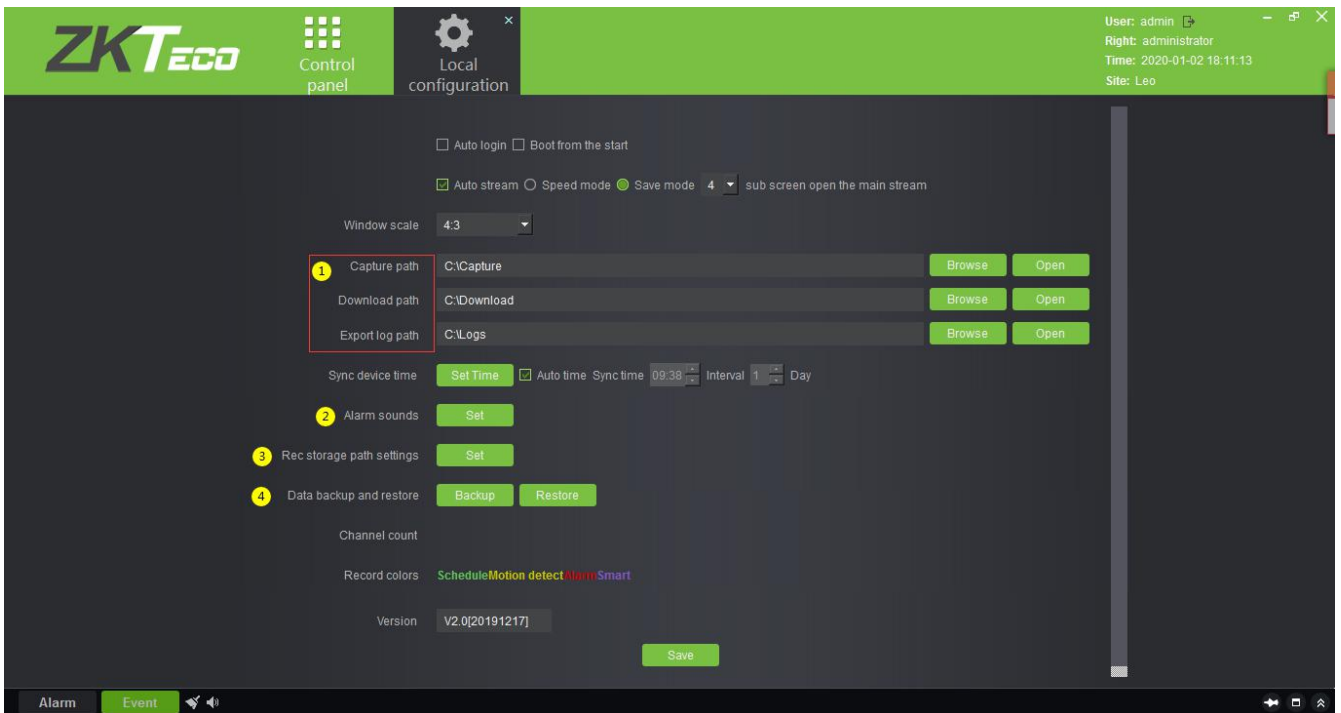 ZKTECO
Control panel
Local configuration
User: admin
Right: administrator
Time: 2020-01-02 18:11:13
Site: Leo
Auto login Boot from the start
Auto stream Speed mode Save mode 4 sub screen open the main stream
Window scale 4:3
1 Capture path C:\Capture Browse Open
Download path C:\Download Browse Open
Export log path C:\Logs Browse Open
Sync device time Set Time Auto time Sync time 09:38 Interval 1 Day
2 Alarm sounds Set
3 Rec storage path settings Set
4 Data backup and restore Backup Restore
Channel count
Record colors ScheduleMotion detectAlarmSmart
Version V2.0[20191217]
Save
Alarm Event